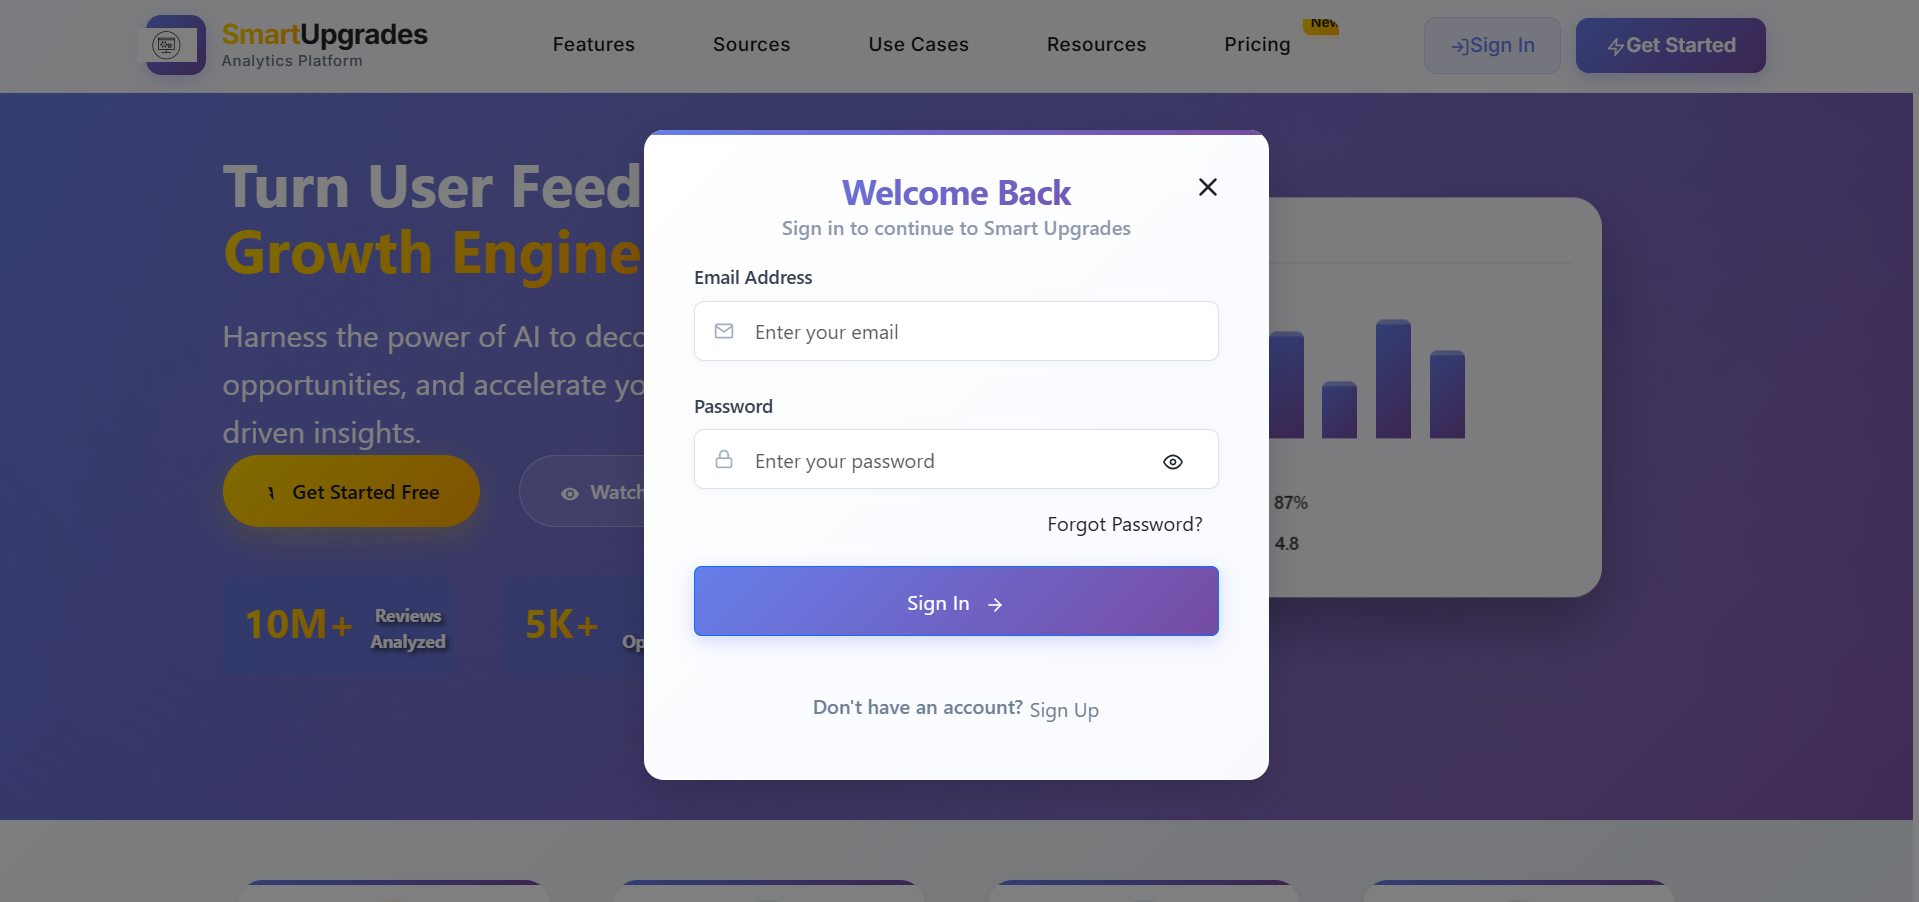 SmartUpgrades
Analytics Platform
Features
Sources
Use Cases
Resources
Pricing
New
Sign In
Get Started
Turn User Feed
Growth Engine
Harness the power of AI to deco
opportunities, and accelerate yo
driven insights.
Get Started Free
Watch
10M+
Reviews
Analyzed
5K+
Op
87%
4.8
Welcome Back
Sign in to continue to Smart Upgrades
Email Address
Enter your email
Password
Enter your password
Forgot Password?
Sign In
Don't have an account? Sign Up